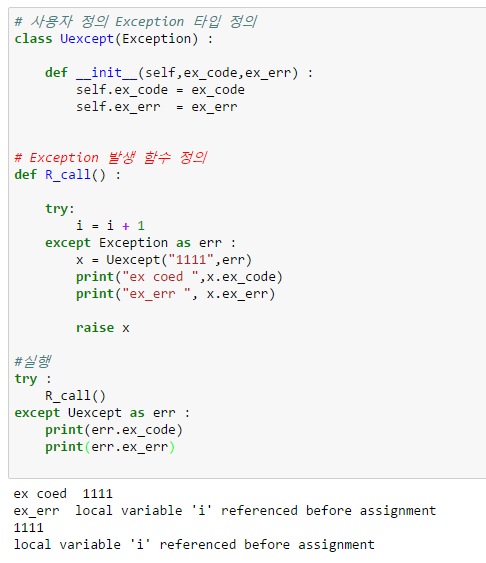 # 사용자 정의 Exception 타입 정의
class Uexcept(Exception) :
    def __init__(self,ex_code,ex_err) :
        self.ex_code = ex_code
        self.ex_err  = ex_err
# Exception 발생 함수 정의
def R_call() :
    try:
        i = i + 1
    except Exception as err :
        x = Uexcept("1111",err)
        print("ex coed ",x.ex_code)
        print("ex_err ", x.ex_err)
        raise x
#실행
try :
    R_call()
except Uexcept as err :
    print(err.ex_code)
    print(err.ex_err)
ex coed  1111
ex_err  local variable 'i' referenced before assignment
1111
local variable 'i' referenced before assignment